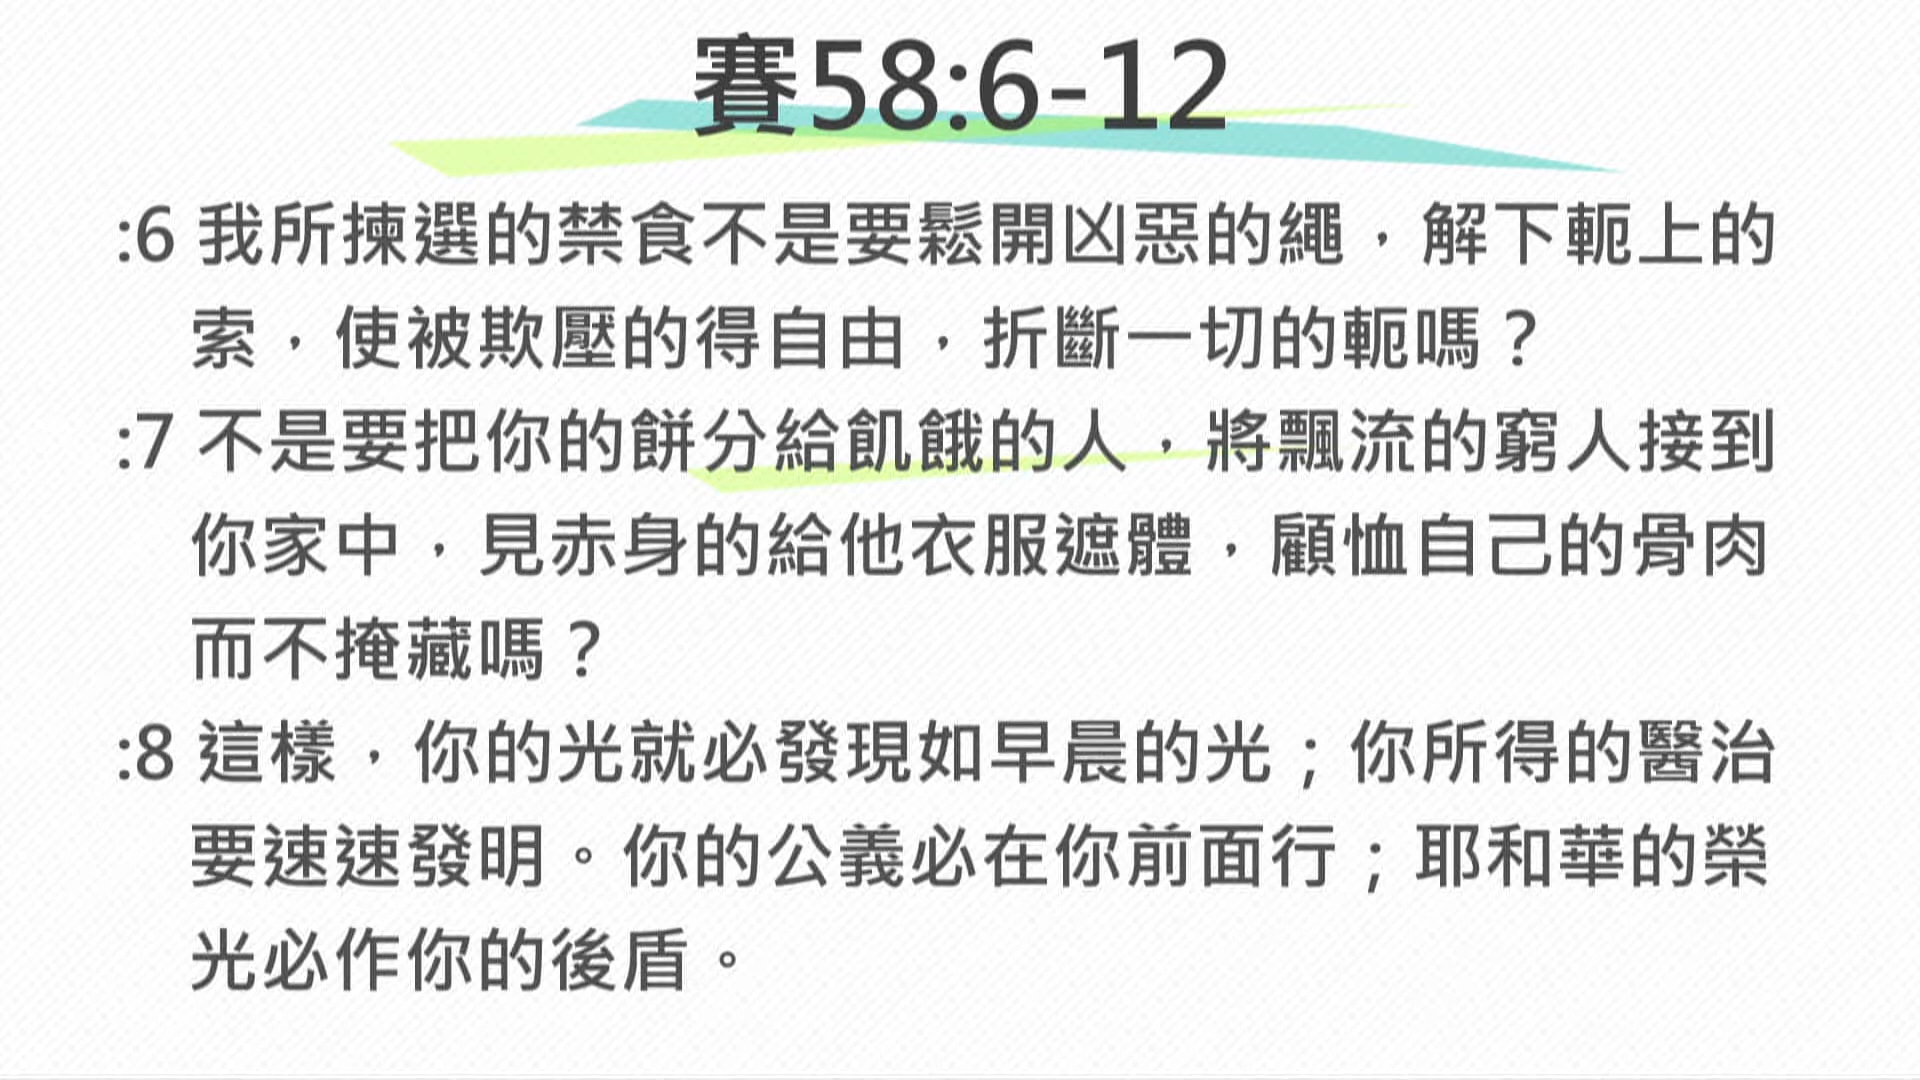 賽58:6-12
:6 我所揀選的禁食不是要鬆開凶惡的繩，解下軛上的
索，使被欺壓的得自由，折斷一切的軛嗎？
:7 不是要把你的餅分給飢餓的人，將飄流的窮人接到
你家中，見赤身的給他衣服遮體，顧恤自己的骨肉
而不掩藏嗎？
:8 這樣，你的光就必發現如早晨的光；你所得的醫治
要速速發明。你的公義必在你前面行；耶和華的榮
光必作你的後盾。